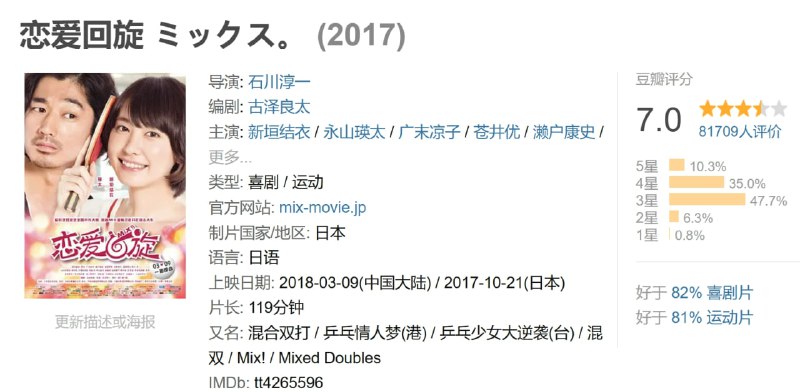 恋爱回旋 ミックス。 (2017)
恋爱回旋
更新描述或海报
导演: 石川淳一
编剧: 古泽良太
主演: 新垣结衣 / 永山瑛太 / 广末凉子 / 苍井优 / 濑户康史 /
更多...
类型: 喜剧 / 运动
官方网站: mix-movie.jp
制片国家/地区: 日本
语言: 日语
上映日期: 2018-03-09(中国大陆) / 2017-10-21(日本)
片长: 119分钟
又名: 混合双打 / 乒乓情人梦(港) / 乒乓少女大逆袭(台) / 混
双 / Mix! / Mixed Doubles
IMDb: tt4265596
豆瓣评分
7.0
81709人评价
5星 10.3%
4星 35.0%
3星 47.7%
2星 6.3%
1星 0.8%
好于 82% 喜剧片
好于 81% 运动片